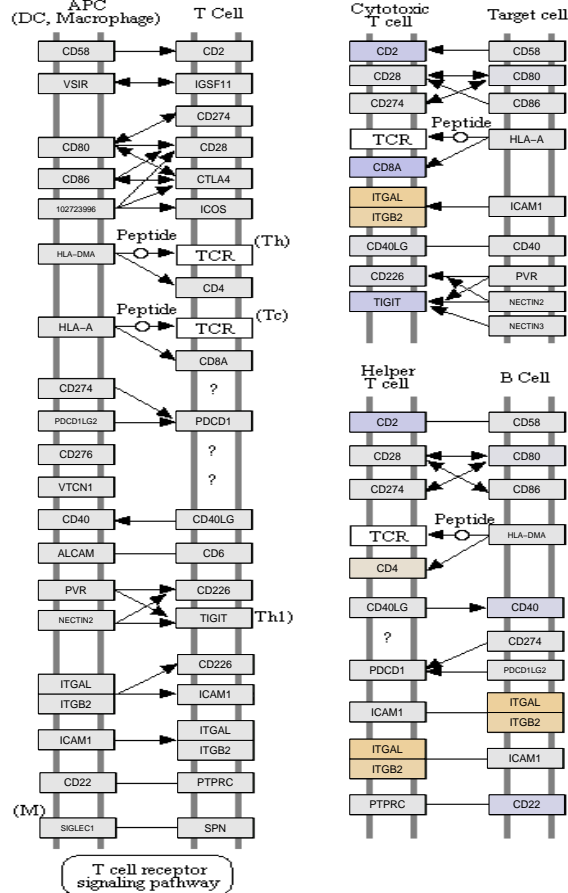 APC
(DC, Macrophage)
T Cell
CD58
CD2
VSIR
IGSF11
CD274
CD80
CD28
CD86
CTLA4
102723996
ICOS
Peptide
(Th)
HLA−DMA
TCR
CD4
Peptide
(Tc)
HLA−A
TCR
CD8A
CD274
?
PDCD1LG2
PDCD1
CD276
?
VTCN1
?
CD40
CD40LG
ALCAM
CD6
PVR
CD226
NECTIN2
TIGIT
Th1)
CD226
ITGAL
ICAM1
ITGB2
ITGAL
ICAM1
ITGB2
CD22
PTPRC
(M)
SIGLEC1
SPN
T cell receptor
signaling pathway
Cytotoxic
T cell
Target cell
CD2
CD58
CD28
CD80
CD274
CD86
Peptide
TCR
HLA−A
CD8A
ITGAL
ITGB2
ICAM1
CD40LG
CD40
CD226
PVR
TIGIT
NECTIN2
NECTIN3
Helper
T cell
B Cell
CD2
CD58
CD28
CD80
CD274
CD86
Peptide
TCR
HLA−DMA
CD4
CD40LG
CD40
?
CD274
PDCD1
PDCD1LG2
ICAM1
ITGAL
ITGB2
ITGAL
ITGB2
ICAM1
PTPRC
CD22